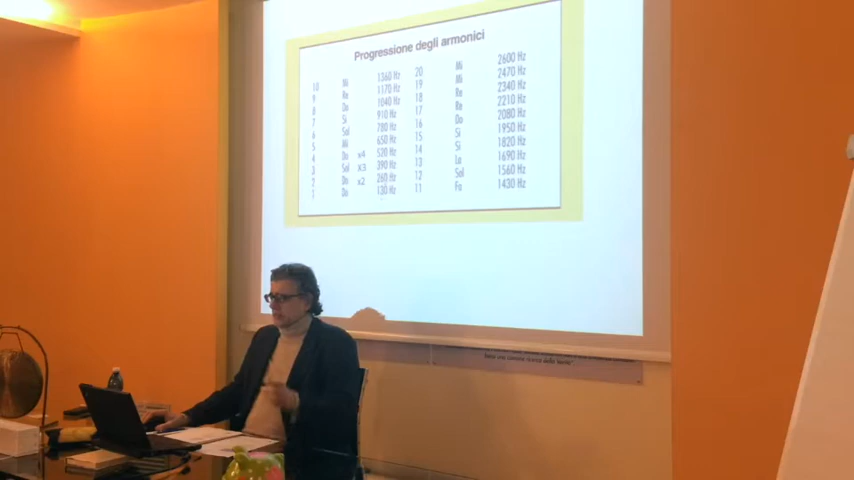 Progressione degli armonici
10 Mi 1360 Hz 20 Mi 2600 Hz
9 Re 1170 Hz 19 Mi 2470 Hz
8 Do 1040 Hz 18 Re 2340 Hz
7 Si 910 Hz 17 Re 2210 Hz
6 Sol 780 Hz 16 Do 2080 Hz
5 Mi 650 Hz 15 Si 1950 Hz
4 Do x4 520 Hz 14 Si 1820 Hz
3 Sol X3 390 Hz 13 La 1690 Hz
2 Do x2 260 Hz 12 Sol 1560 Hz
1 Do 130 Hz 11 Fa 1430 Hz